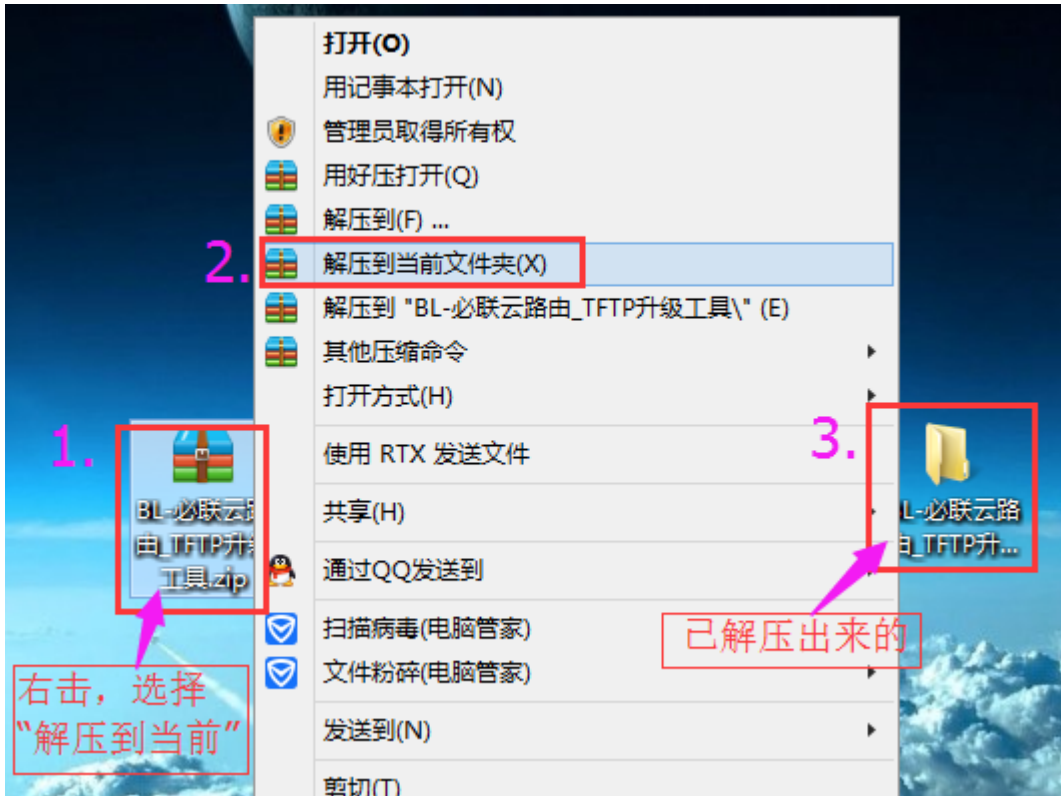 打开(O)
用记事本打开(N)
管理员取得所有权
用好压打开(Q)
解压到(F) ...
2.
解压到当前文件夹(X)
解压到 "BL-必联云路由_TFTP升级工具\" (E)
其他压缩命令
打开方式(H)
1.
3.
使用 RTX 发送文件
BL-必联云路
由_TFTP升级
工具.zip
共享(H)
L-必联云路
由_TFTP升...
通过QQ发送到
扫描病毒(电脑管家)
已解压出来的
文件粉碎(电脑管家)
右击，选择
“解压到当前”
发送到(N)
剪切(T)